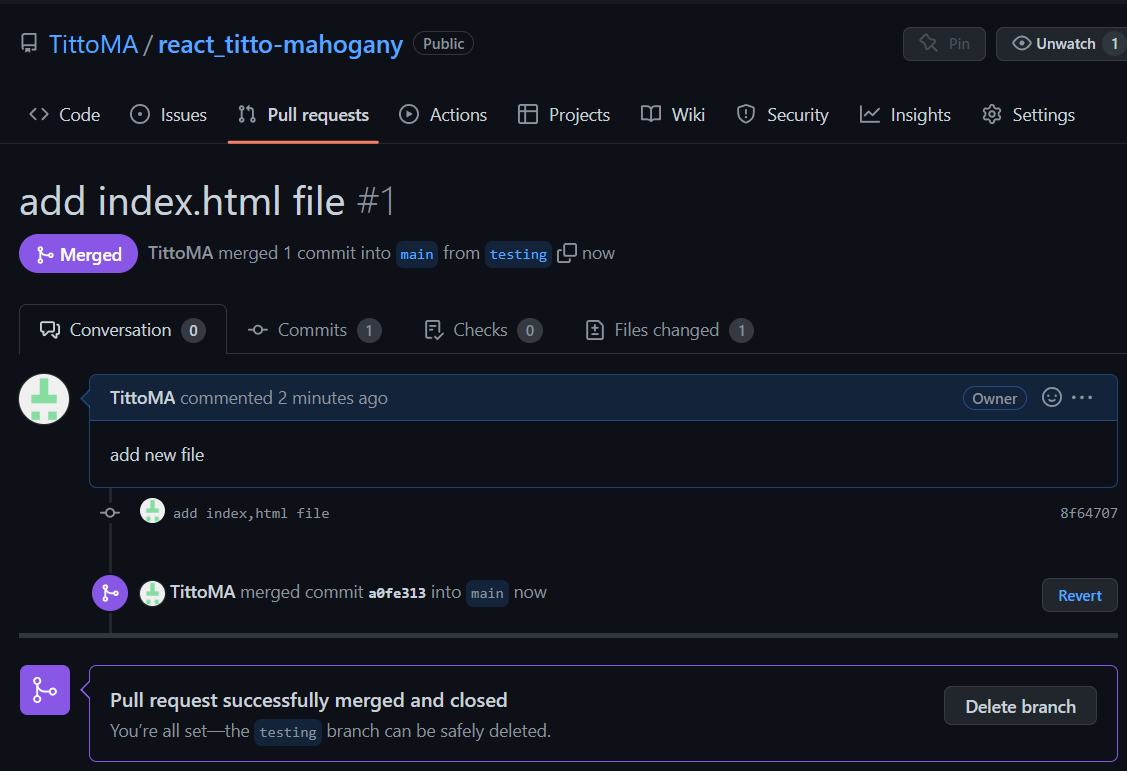 TittoMA / react_titto-mahogany Public Pin Unwatch 1
Code Issues Pull requests Actions Projects Wiki Security Insights Settings
add index.html file #1
Merged TittoMA merged 1 commit into main from testing now
Conversation 0 Commits 1 Checks 0 Files changed 1
TittoMA commented 2 minutes ago Owner
add new file
add index,html file 8f64707
TittoMA merged commit a0fe313 into main now Revert
Pull request successfully merged and closed
You’re all set—the testing branch can be safely deleted.
Delete branch